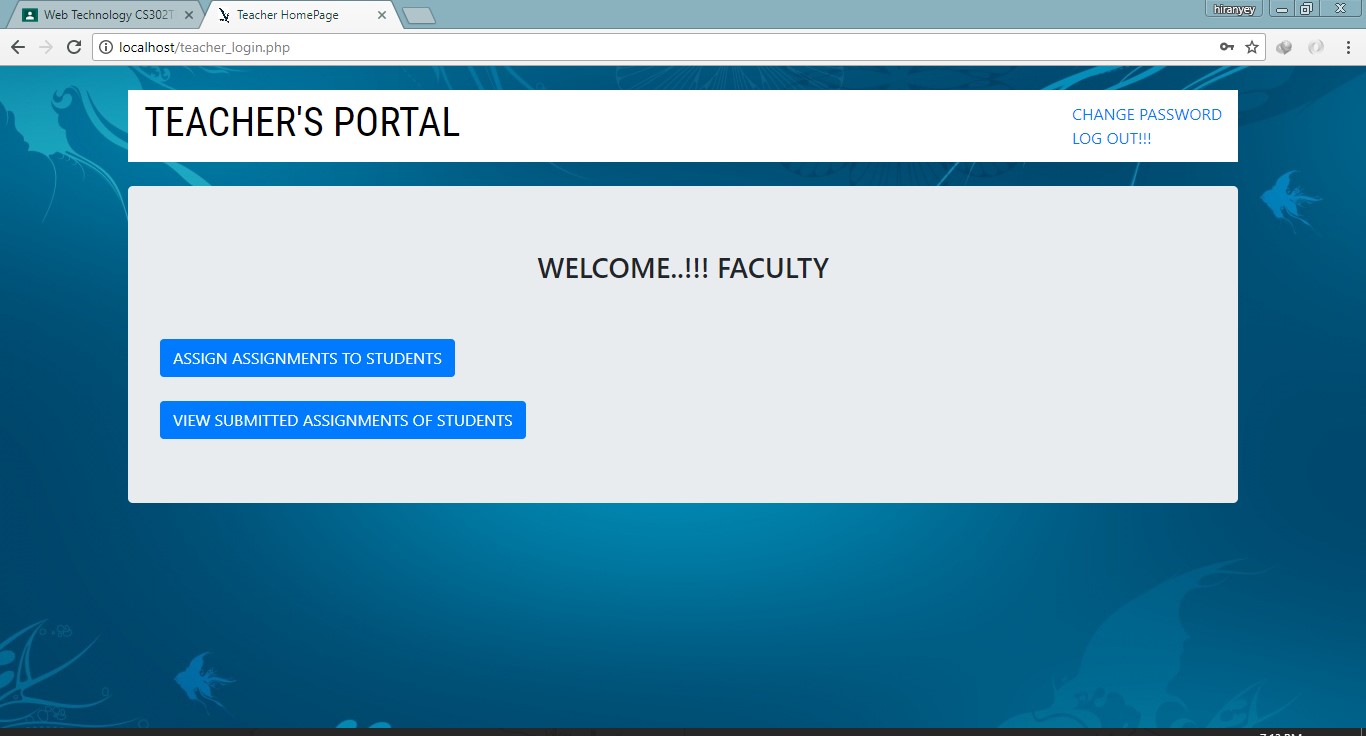 Web Technology CS302T
Teacher HomePage
hiranyey
localhost/teacher_login.php
TEACHER'S PORTAL
CHANGE PASSWORD
LOG OUT!!!
WELCOME..!!! FACULTY
ASSIGN ASSIGNMENTS TO STUDENTS
VIEW SUBMITTED ASSIGNMENTS OF STUDENTS